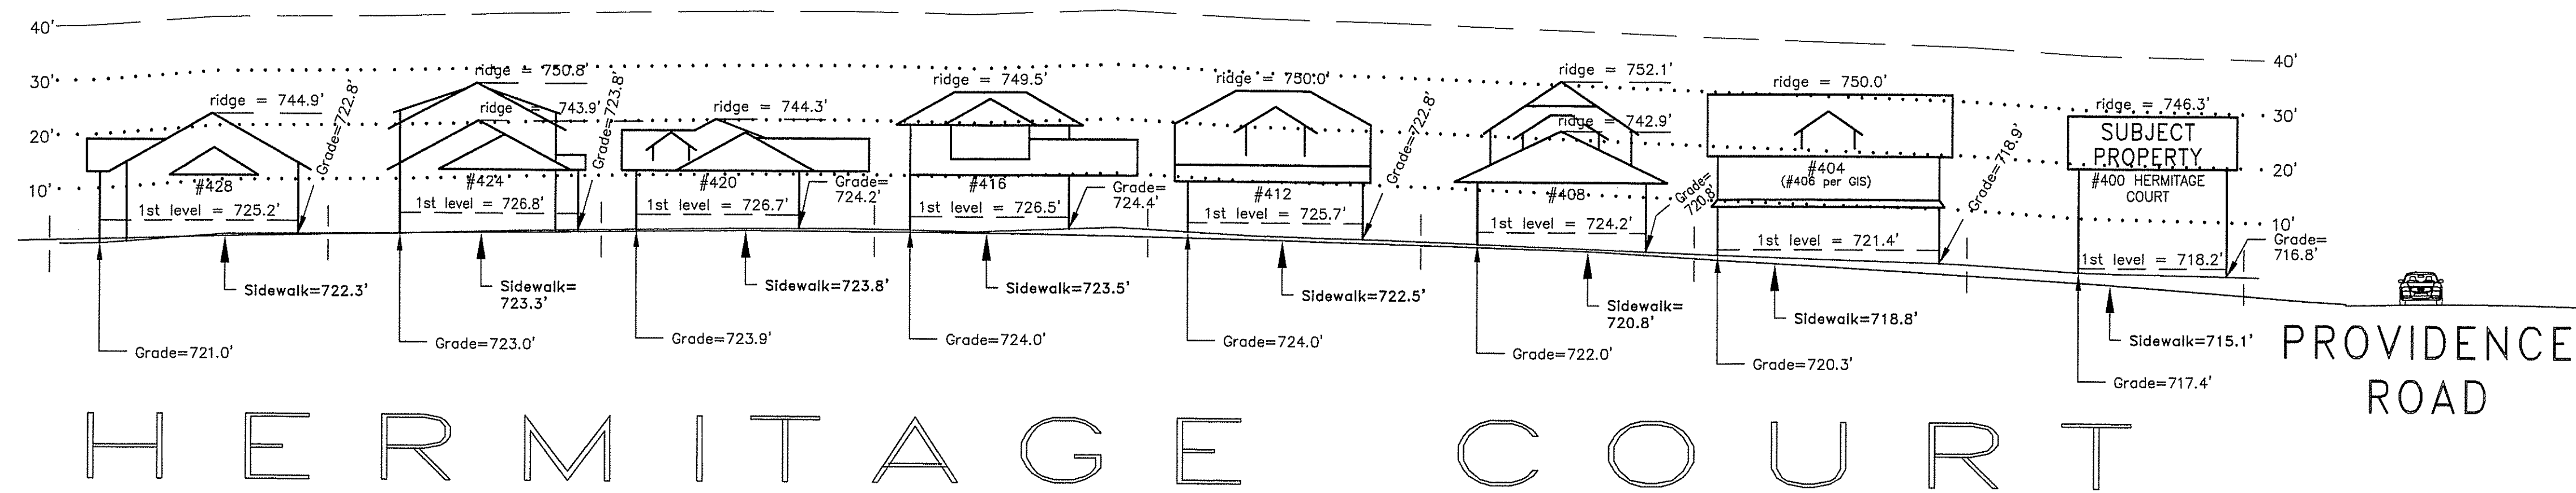 40'
30'
20'
10'
ridge = 744.9'
Grade=722.8'
#428
1st level = 725.2'
Sidewalk=722.3'
Grade=721.0'
ridge = 750.8'
ridge = 743.9'
Grade=723.8'
#424
1st level = 726.8'
Sidewalk=
723.3'
Grade=723.0'
ridge = 744.3'
#420
Grade=
724.2'
1st level = 726.7'
Sidewalk=723.8'
Grade=723.9'
ridge = 749.5'
#416
Grade=
724.4'
1st level = 726.5'
Sidewalk=723.5'
Grade=724.0'
ridge = 750.0'
Grade=722.8'
#412
1st level = 725.7'
Sidewalk=722.5'
Grade=724.0'
ridge = 752.1'
ridge = 742.9'
#408
Grade=
720.8'
1st level = 724.2'
Sidewalk=
720.8'
Grade=722.0'
ridge = 750.0'
#404
(#406 per GIS)
Grade=718.9'
1st level = 721.4'
Sidewalk=718.8'
Grade=720.3'
ridge = 746.3'
SUBJECT
PROPERTY
#400 HERMITAGE
COURT
1st level = 718.2'
Grade=
716.8'
Sidewalk=715.1'
Grade=717.4'
40'
30'
20'
10'
PROVIDENCE
ROAD
HERMITAGE COURT